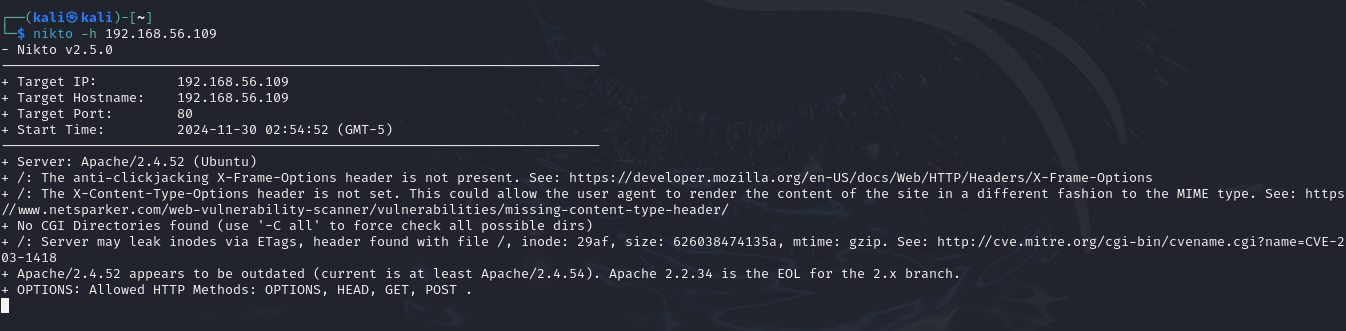 ┌──(kali㉿kali)-[~]
└─$ nikto -h 192.168.56.109
- Nikto v2.5.0
---------------------------------------------------------------------------
+ Target IP:          192.168.56.109
+ Target Hostname:    192.168.56.109
+ Target Port:        80
+ Start Time:         2024-11-30 02:54:52 (GMT-5)
---------------------------------------------------------------------------
+ Server: Apache/2.4.52 (Ubuntu)
+ /: The anti-clickjacking X-Frame-Options header is not present. See: https://developer.mozilla.org/en-US/docs/Web/HTTP/Headers/X-Frame-Options
+ /: The X-Content-Type-Options header is not set. This could allow the user agent to render the content of the site in a different fashion to the MIME type. See: https
//www.netsparker.com/web-vulnerability-scanner/vulnerabilities/missing-content-type-header/
+ No CGI Directories found (use '-C all' to force check all possible dirs)
+ /: Server may leak inodes via ETags, header found with file /, inode: 29af, size: 626038474135a, mtime: gzip. See: http://cve.mitre.org/cgi-bin/cvename.cgi?name=CVE-2
03-1418
+ Apache/2.4.52 appears to be outdated (current is at least Apache/2.4.54). Apache 2.2.34 is the EOL for the 2.x branch.
+ OPTIONS: Allowed HTTP Methods: OPTIONS, HEAD, GET, POST .